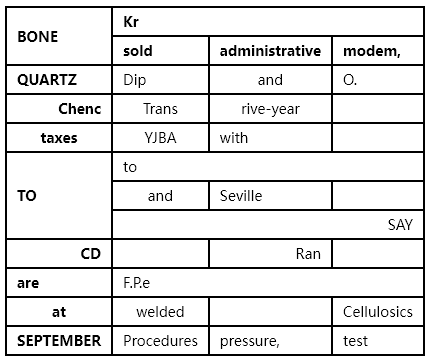 BONE Kr
sold administrative modem,
QUARTZ Dip and O.
Chenc Trans rive-year
taxes YJBA with
TO to
and Seville
SAY
CD Ran
are F.P.e
at welded Cellulosics
SEPTEMBER Procedures pressure, test